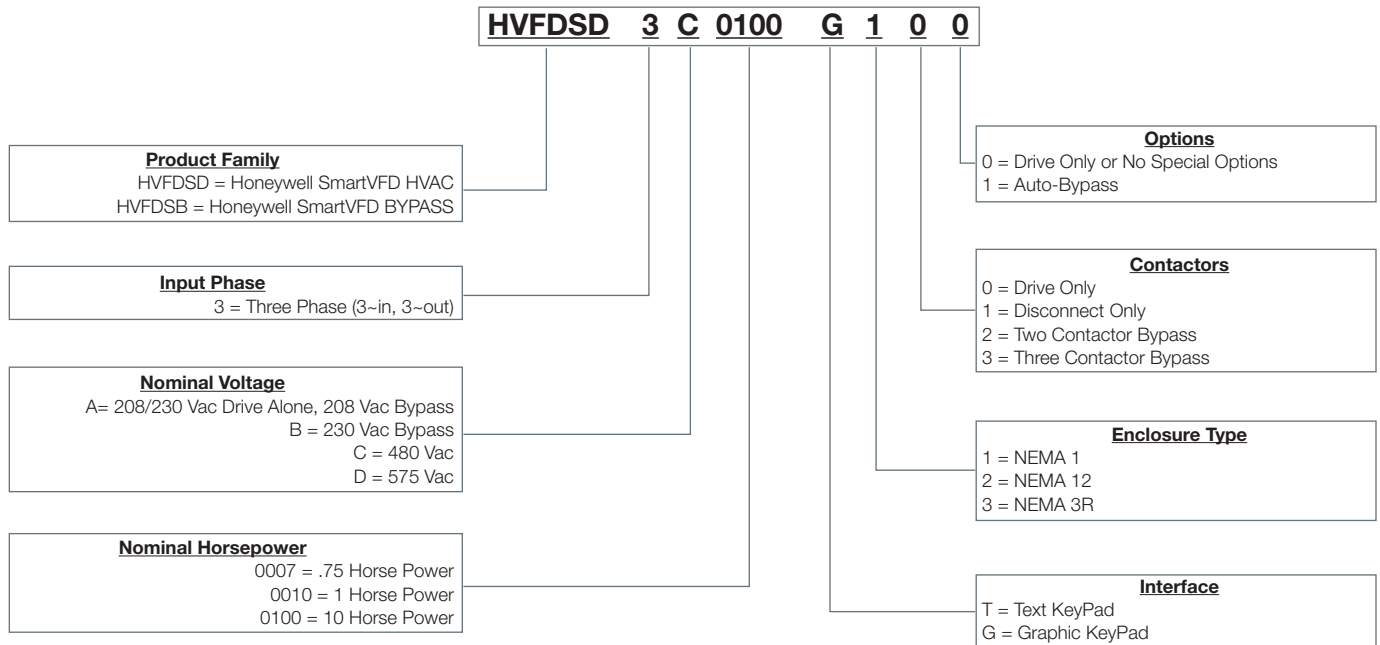 HVFDSD 3 C 0100 G 1 0 0
Product Family
HVFDSD = Honeywell SmartVFD HVAC
HVFDSB = Honeywell SmartVFD BYPASS
Input Phase
3 = Three Phase (3~in, 3~out)
Nominal Voltage
A= 208/230 Vac Drive Alone, 208 Vac Bypass
B = 230 Vac Bypass
C = 480 Vac
D = 575 Vac
Nominal Horsepower
0007 = .75 Horse Power
0010 = 1 Horse Power
0100 = 10 Horse Power
Options
0 = Drive Only or No Special Options
1 = Auto-Bypass
Contactors
0 = Drive Only
1 = Disconnect Only
2 = Two Contactor Bypass
3 = Three Contactor Bypass
Enclosure Type
1 = NEMA 1
2 = NEMA 12
3 = NEMA 3R
Interface
T = Text KeyPad
G = Graphic KeyPad